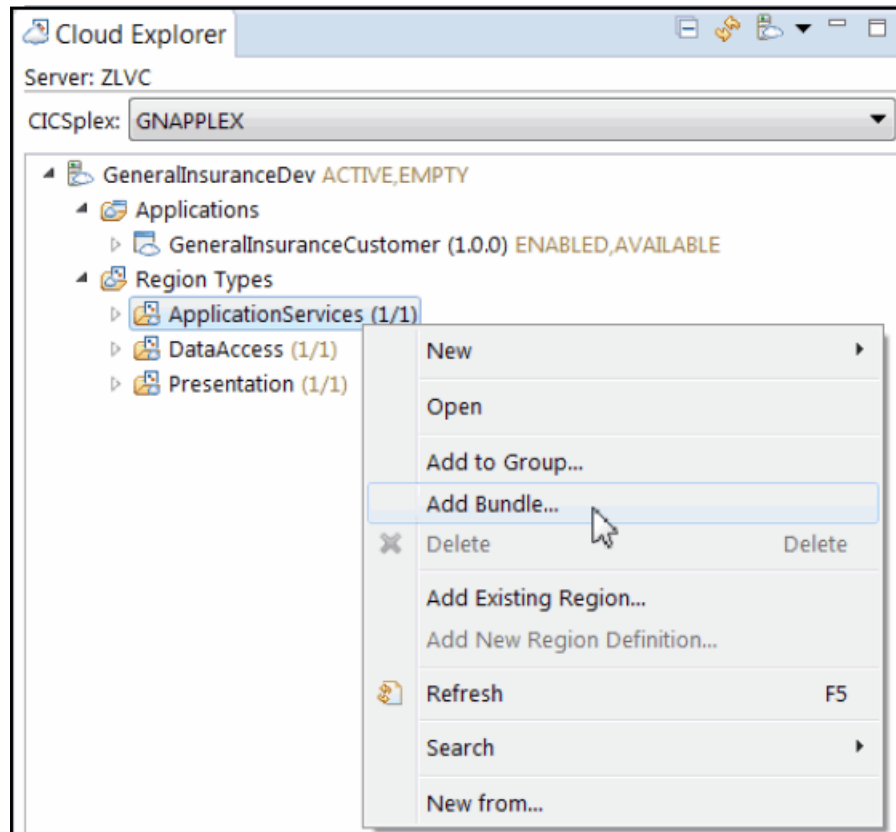 Cloud Explorer
Server: ZLVC
CICSplex: GNAPPLEX
GeneralInsuranceDev ACTIVE,EMPTY
Applications
GeneralInsuranceCustomer (1.0.0) ENABLED,AVAILABLE
Region Types
ApplicationServices (1/1)
DataAccess (1/1)
Presentation (1/1)
New
Open
Add to Group...
Add Bundle...
Delete Delete
Add Existing Region...
Add New Region Definition...
Refresh F5
Search
New from...